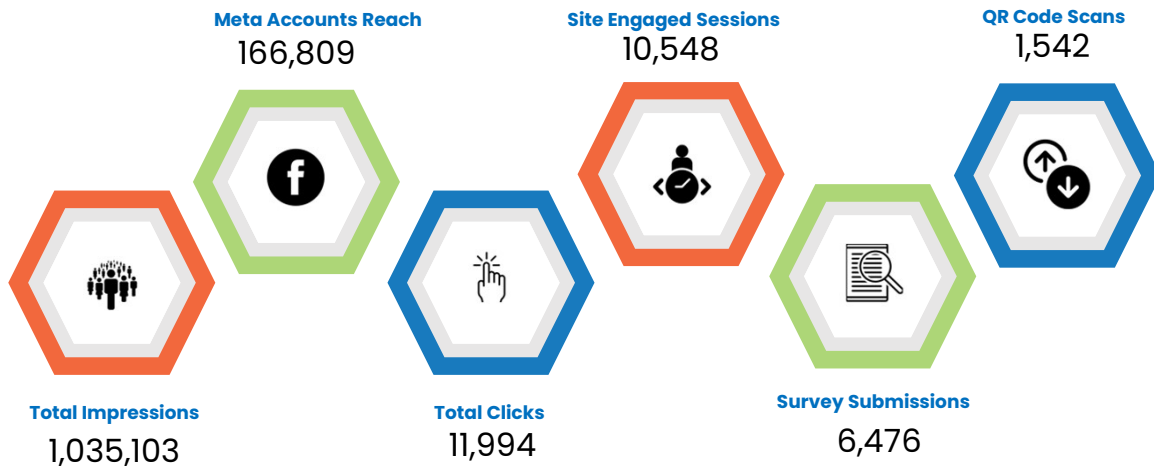 Meta Accounts Reach
166,809
Site Engaged Sessions
10,548
QR Code Scans
1,542
Total Impressions
1,035,103
Total Clicks
11,994
Survey Submissions
6,476